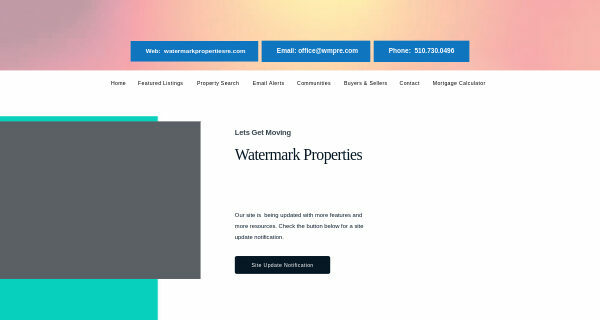 Web:  watermarkpropertiesre.com
Email: office@wmpre.com
Phone:  510.730.0496
Home
Featured Listings
Property Search
Email Alerts
Communities
Buyers & Sellers
Contact
Mortgage Calculator
Lets Get Moving
Watermark Properties
Our site is  being updated with more features and
more resources. Check the button below for a site
update notification.
Site Update Notification